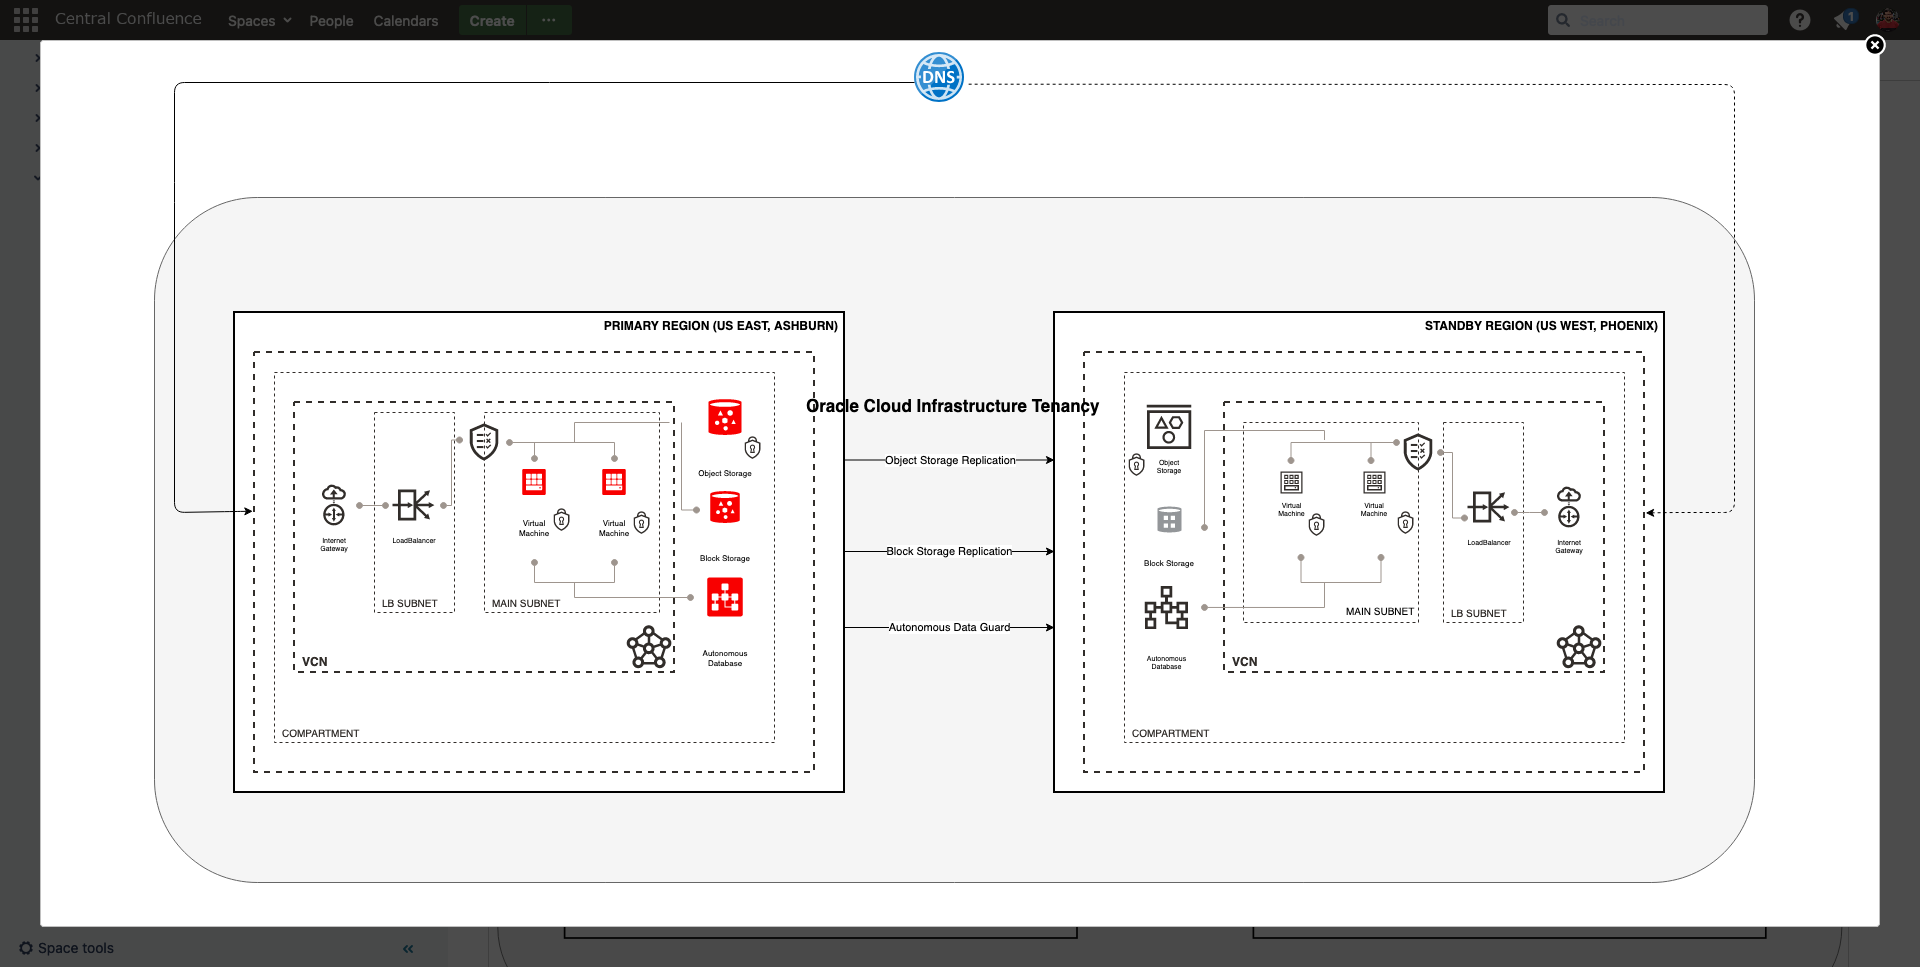 Central Confluence
Spaces
People
Calendars
Create
Search
1
DNS
PRIMARY REGION (US EAST, ASHBURN)
STANDBY REGION (US WEST, PHOENIX)
Oracle Cloud Infrastructure Tenancy
Object Storage Replication
Block Storage Replication
Autonomous Data Guard
Internet
Gateway
LoadBalancer
LB SUBNET
Virtual
Machine
Virtual
Machine
MAIN SUBNET
VCN
Object Storage
Block Storage
Autonomous
Database
COMPARTMENT
Object
Storage
Block Storage
Autonomous
Database
Virtual
Machine
Virtual
Machine
MAIN SUBNET
LoadBalancer
LB SUBNET
Internet
Gateway
VCN
COMPARTMENT
Space tools